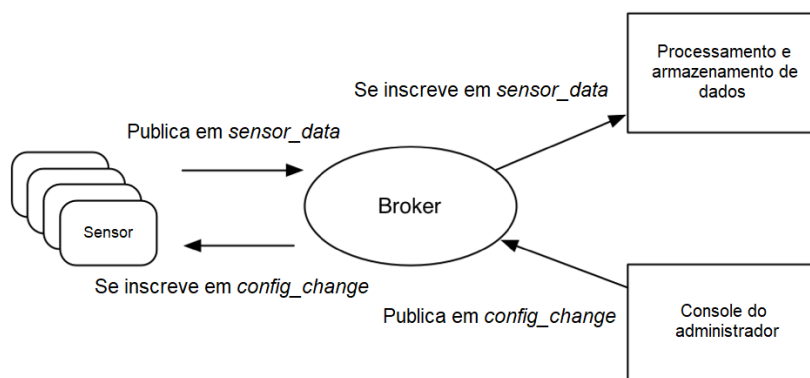 Processamento e
armazenamento de
dados
Se inscreve em sensor_data
Publica em sensor_data
Broker
Sensor
Se inscreve em config_change
Publica em config_change
Console do
administrador